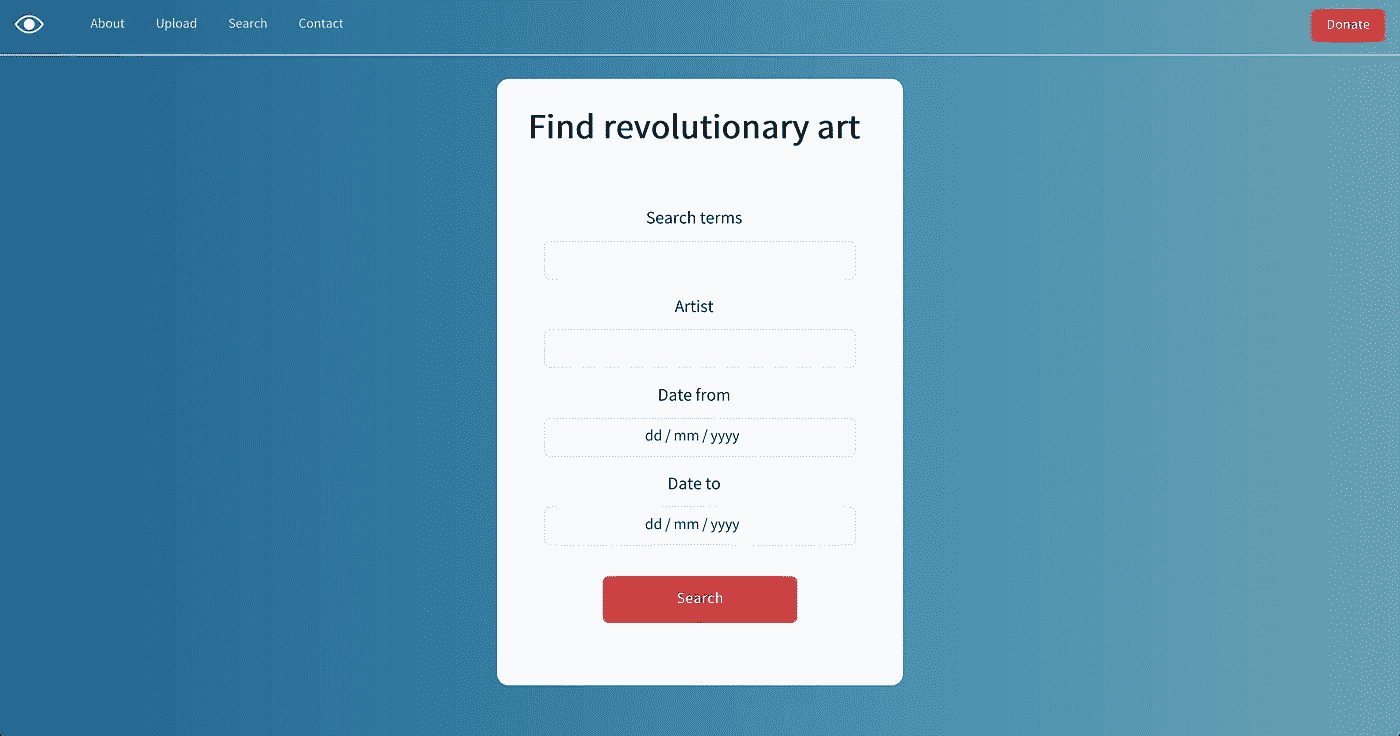 About Upload Search Contact Donate
Find revolutionary art
Search terms
Artist
Date from
dd / mm / yyyy
Date to
dd / mm / yyyy
Search